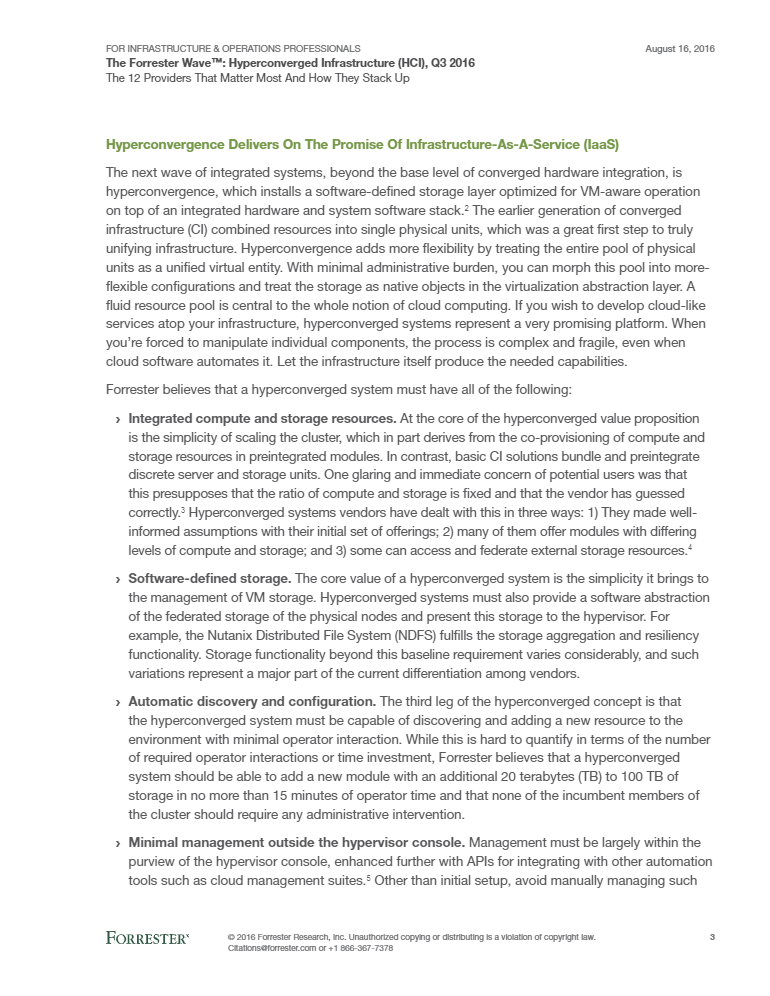 FOR INFRASTRUCTURE & OPERATIONS PROFESSIONALS
August 16, 2016
The Forrester Wave™: Hyperconverged Infrastructure (HCI), Q3 2016
The 12 Providers That Matter Most And How They Stack Up
Hyperconvergence Delivers On The Promise Of Infrastructure-As-A-Service (IaaS)
The next wave of integrated systems, beyond the base level of converged hardware integration, is
hyperconvergence, which installs a software-defined storage layer optimized for VM-aware operation
on top of an integrated hardware and system software stack.² The earlier generation of converged
infrastructure (CI) combined resources into single physical units, which was a great first step to truly
unifying infrastructure. Hyperconvergence adds more flexibility by treating the entire pool of physical
units as a unified virtual entity. With minimal administrative burden, you can morph this pool into more-
flexible configurations and treat the storage as native objects in the virtualization abstraction layer. A
fluid resource pool is central to the whole notion of cloud computing. If you wish to develop cloud-like
services atop your infrastructure, hyperconverged systems represent a very promising platform. When
you’re forced to manipulate individual components, the process is complex and fragile, even when
cloud software automates it. Let the infrastructure itself produce the needed capabilities.
Forrester believes that a hyperconverged system must have all of the following:
› Integrated compute and storage resources. At the core of the hyperconverged value proposition
is the simplicity of scaling the cluster, which in part derives from the co-provisioning of compute and
storage resources in preintegrated modules. In contrast, basic CI solutions bundle and preintegrate
discrete server and storage units. One glaring and immediate concern of potential users was that
this presupposes that the ratio of compute and storage is fixed and that the vendor has guessed
correctly.³ Hyperconverged systems vendors have dealt with this in three ways: 1) They made well-
informed assumptions with their initial set of offerings; 2) many of them offer modules with differing
levels of compute and storage; and 3) some can access and federate external storage resources.⁴
› Software-defined storage. The core value of a hyperconverged system is the simplicity it brings to
the management of VM storage. Hyperconverged systems must also provide a software abstraction
of the federated storage of the physical nodes and present this storage to the hypervisor. For
example, the Nutanix Distributed File System (NDFS) fulfills the storage aggregation and resiliency
functionality. Storage functionality beyond this baseline requirement varies considerably, and such
variations represent a major part of the current differentiation among vendors.
› Automatic discovery and configuration. The third leg of the hyperconverged concept is that
the hyperconverged system must be capable of discovering and adding a new resource to the
environment with minimal operator interaction. While this is hard to quantify in terms of the number
of required operator interactions or time investment, Forrester believes that a hyperconverged
system should be able to add a new module with an additional 20 terabytes (TB) to 100 TB of
storage in no more than 15 minutes of operator time and that none of the incumbent members of
the cluster should require any administrative intervention.
› Minimal management outside the hypervisor console. Management must be largely within the
purview of the hypervisor console, enhanced further with APIs for integrating with other automation
tools such as cloud management suites.⁵ Other than initial setup, avoid manually managing such
FORRESTER
© 2016 Forrester Research, Inc. Unauthorized copying or distributing is a violation of copyright law.
3
Citations@forrester.com or +1 866-367-7378